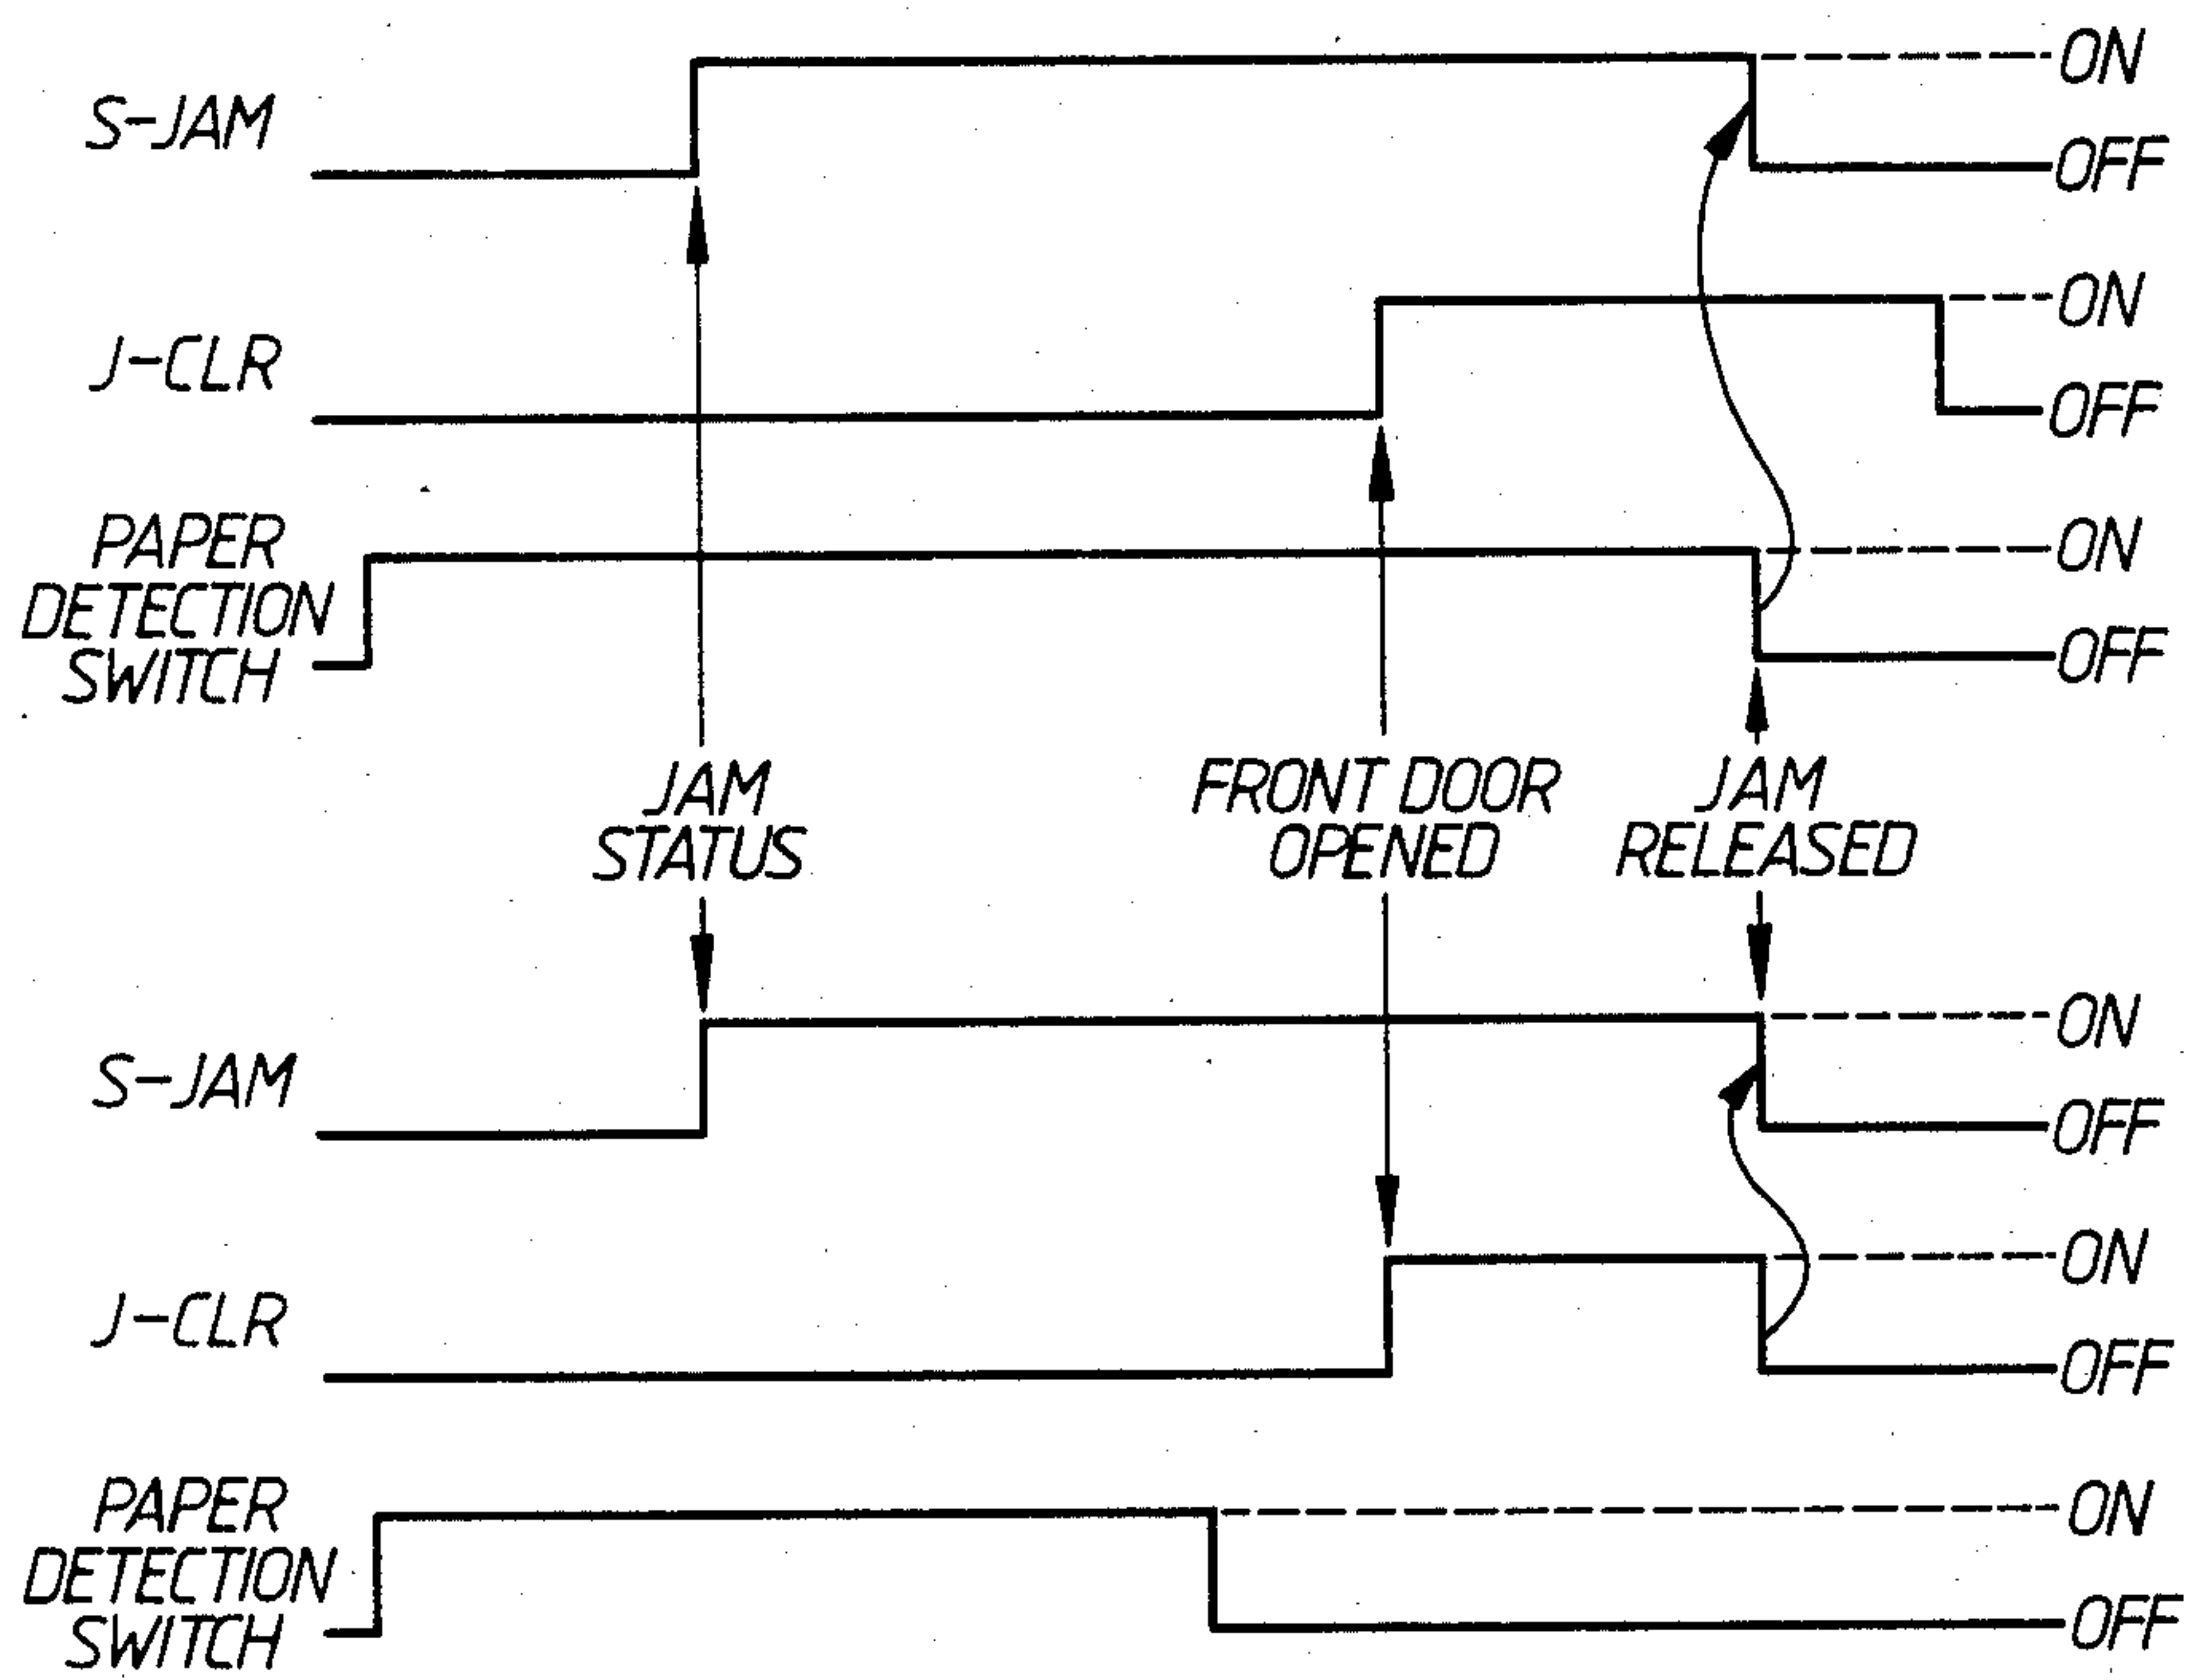 ON
S-JAM
OFF
ON
J-CLR
OFF
PAPER
DETECTION
SWITCH
ON
OFF
JAM
STATUS
FRONT DOOR
OPENED
JAM
RELEASED
ON
S-JAM
OFF
ON
J-CLR
OFF
PAPER
DETECTION
SWITCH
ON
OFF